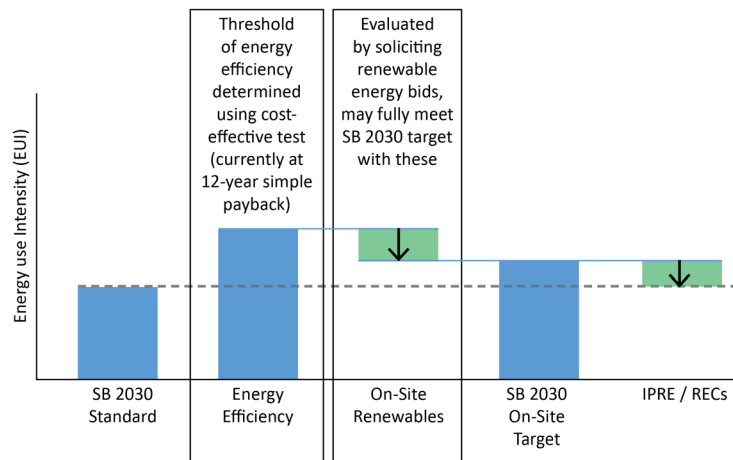 Threshold
of energy
efficiency
determined
using cost-
effective test
(currently at
12-year simple
payback)
Evaluated
by soliciting
renewable
energy bids,
may fully meet
SB 2030 target
with these
Energy use Intensity (EUI)
SB 2030
Standard
Energy
Efficiency
On-Site
Renewables
SB 2030
On-Site
Target
IPRE / RECs